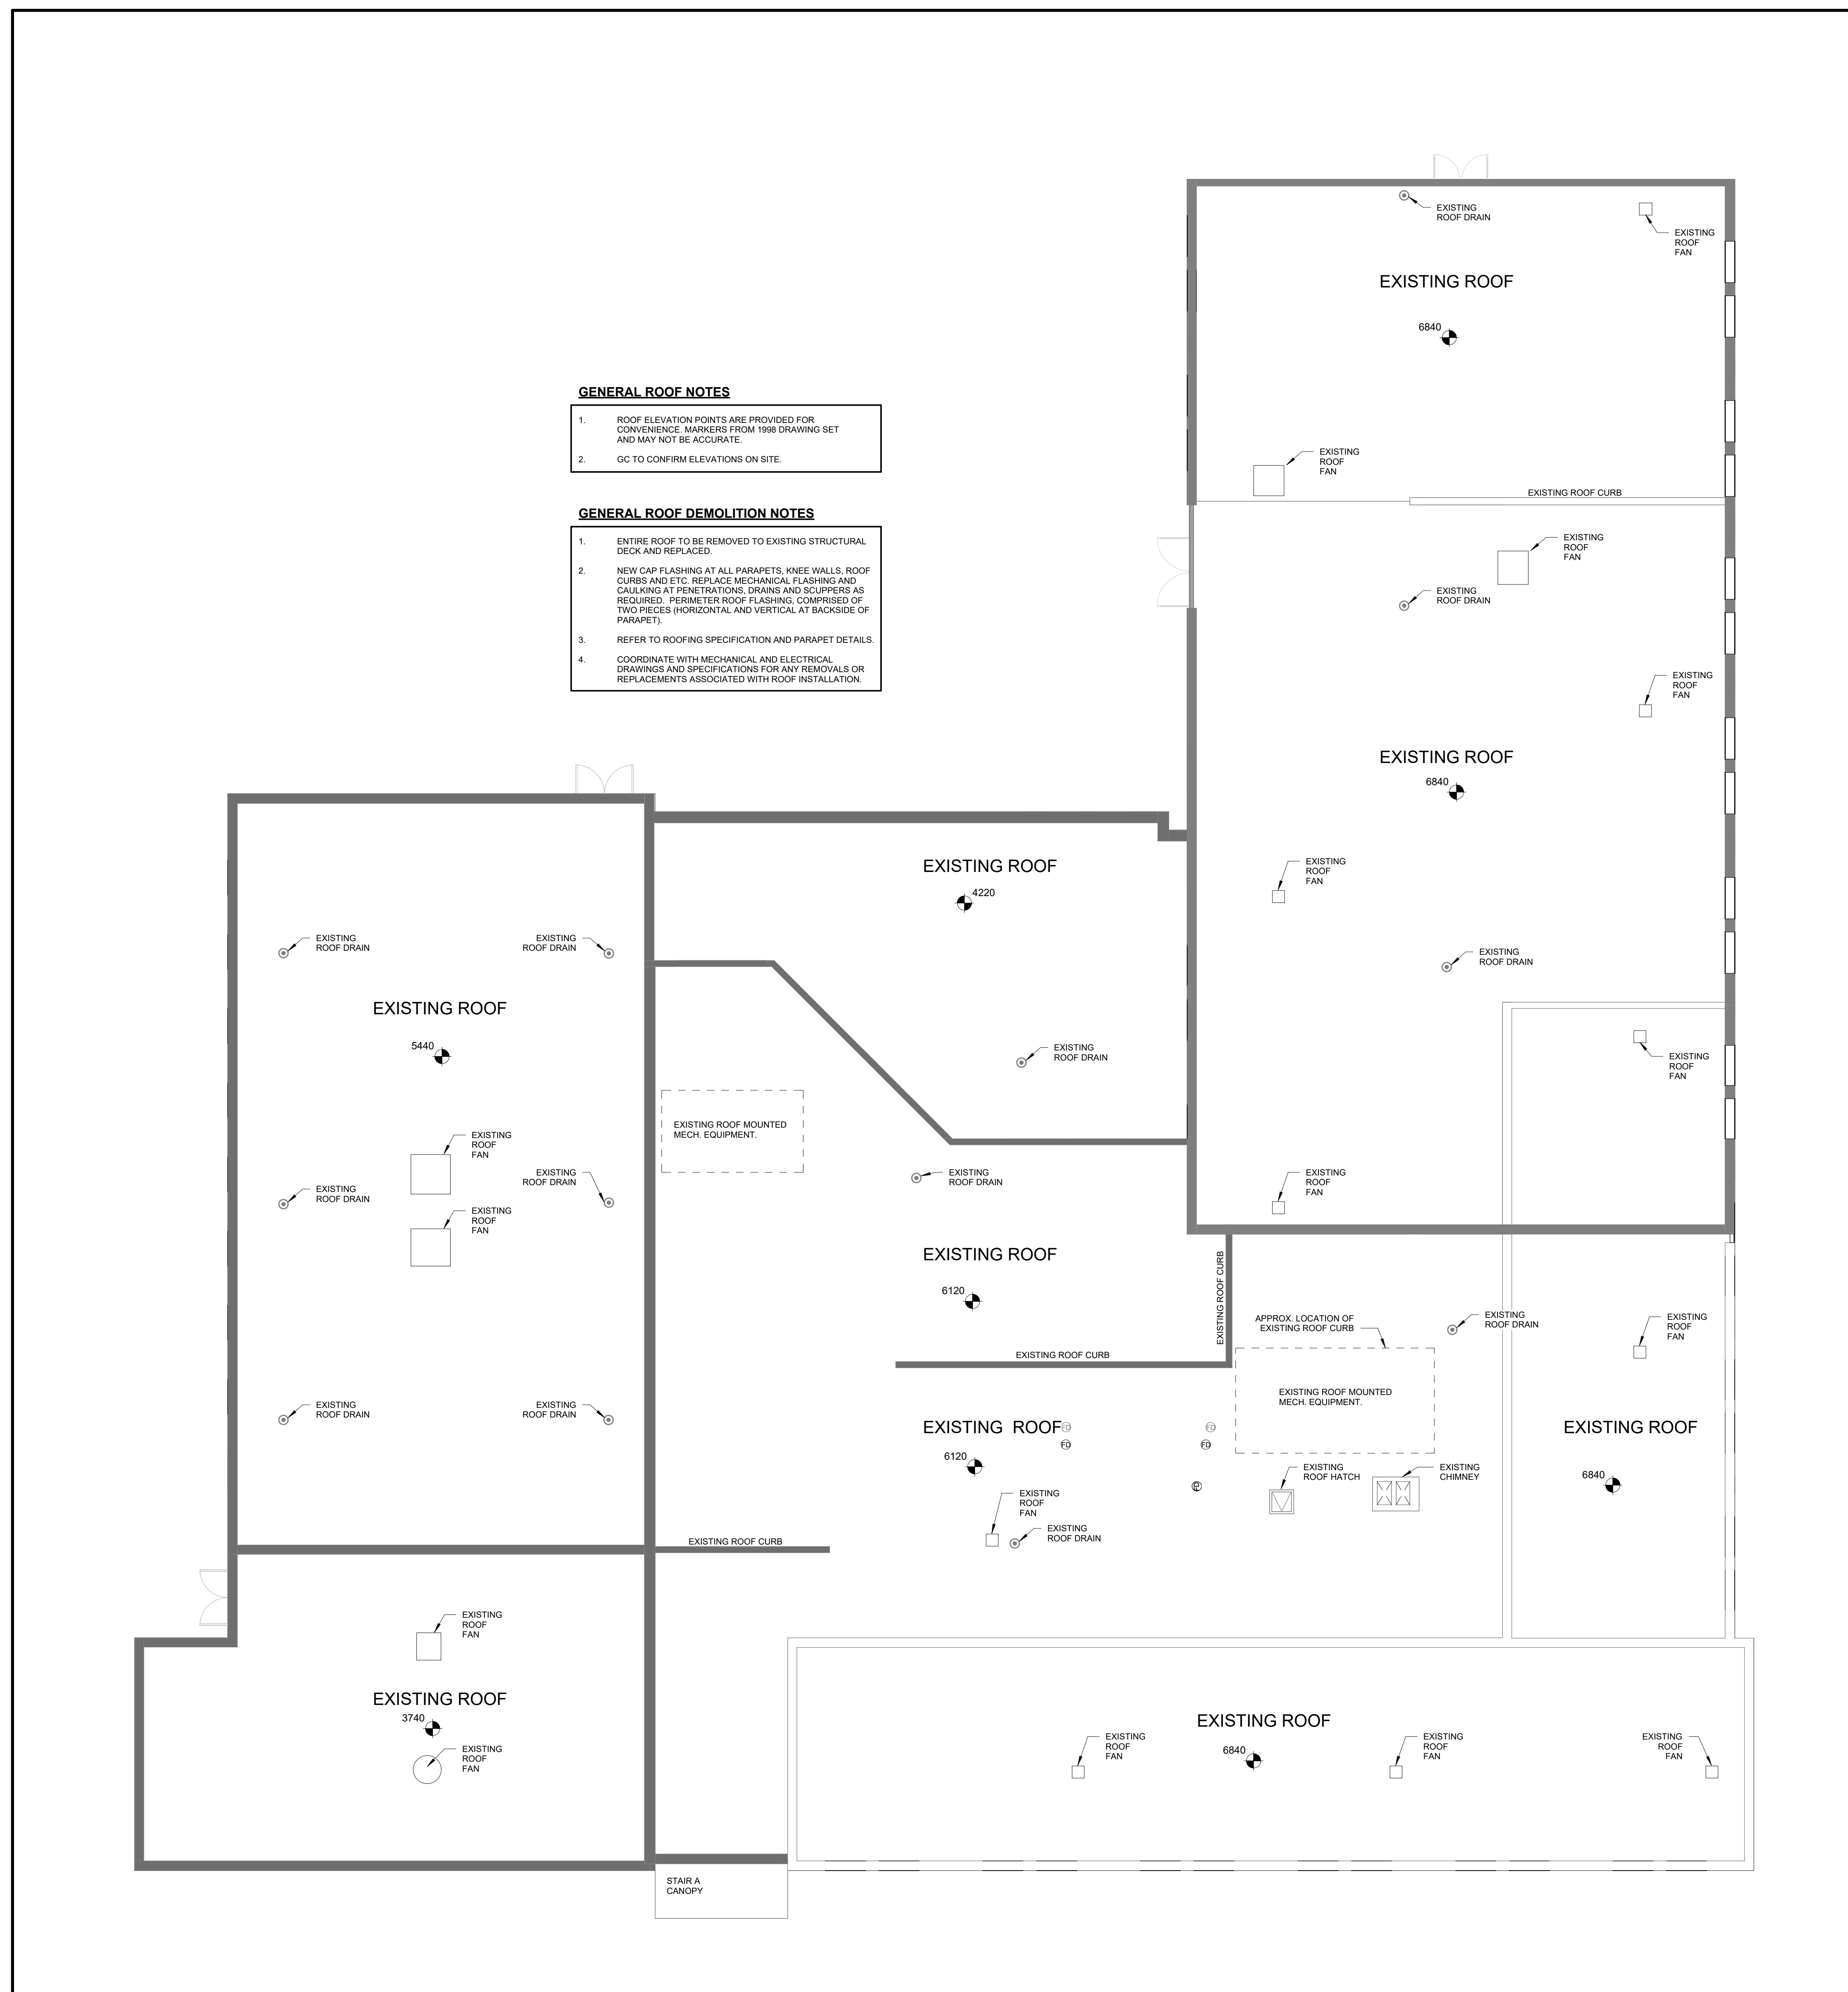 EXISTING
ROOF DRAIN
EXISTING
ROOF
FAN
EXISTING ROOF
6840
GENERAL ROOF NOTES
1. ROOF ELEVATION POINTS ARE PROVIDED FOR
CONVENIENCE. MARKERS FROM 1998 DRAWING SET
AND MAY NOT BE ACCURATE.
2. GC TO CONFIRM ELEVATIONS ON SITE.
EXISTING
ROOF
FAN
EXISTING ROOF CURB
GENERAL ROOF DEMOLITION NOTES
1. ENTIRE ROOF TO BE REMOVED TO EXISTING STRUCTURAL
DECK AND REPLACED.
2. NEW CAP FLASHING AT ALL PARAPETS, KNEE WALLS, ROOF
CURBS AND ETC. REPLACE MECHANICAL FLASHING AND
CAULKING AT PENETRATIONS, DRAINS AND SCUPPERS AS
REQUIRED. PERIMETER ROOF FLASHING, COMPRISED OF
TWO PIECES (HORIZONTAL AND VERTICAL AT BACKSIDE OF
PARAPET).
3. REFER TO ROOFING SPECIFICATION AND PARAPET DETAILS.
4. COORDINATE WITH MECHANICAL AND ELECTRICAL
DRAWINGS AND SPECIFICATIONS FOR ANY REMOVALS OR
REPLACEMENTS ASSOCIATED WITH ROOF INSTALLATION.
EXISTING
ROOF
FAN
EXISTING
ROOF DRAIN
EXISTING
ROOF
FAN
EXISTING ROOF
6840
EXISTING
ROOF
FAN
EXISTING ROOF
4220
EXISTING
ROOF DRAIN
EXISTING
ROOF DRAIN
EXISTING
ROOF DRAIN
EXISTING ROOF
5440
EXISTING
ROOF DRAIN
EXISTING
ROOF
FAN
EXISTING ROOF MOUNTED
MECH. EQUIPMENT.
EXISTING
ROOF
FAN
EXISTING
ROOF DRAIN
EXISTING
ROOF DRAIN
EXISTING
ROOF DRAIN
EXISTING
ROOF
FAN
EXISTING
ROOF
FAN
EXISTING ROOF
6120
EXISTING ROOF CURB
EXISTING ROOF CURB
APPROX. LOCATION OF
EXISTING ROOF CURB
EXISTING
ROOF DRAIN
EXISTING
ROOF
FAN
EXISTING ROOF MOUNTED
MECH. EQUIPMENT.
EXISTING
ROOF DRAIN
EXISTING
ROOF DRAIN
EXISTING ROOF
FD
FD
FD
FD
FD
6120
EXISTING ROOF
6840
EXISTING
ROOF HATCH
EXISTING
CHIMNEY
EXISTING
ROOF
FAN
EXISTING
ROOF DRAIN
EXISTING ROOF CURB
EXISTING
ROOF
FAN
EXISTING ROOF
3740
EXISTING
ROOF
FAN
EXISTING ROOF
6840
EXISTING
ROOF
FAN
EXISTING
ROOF
FAN
EXISTING
ROOF
FAN
STAIR A
CANOPY